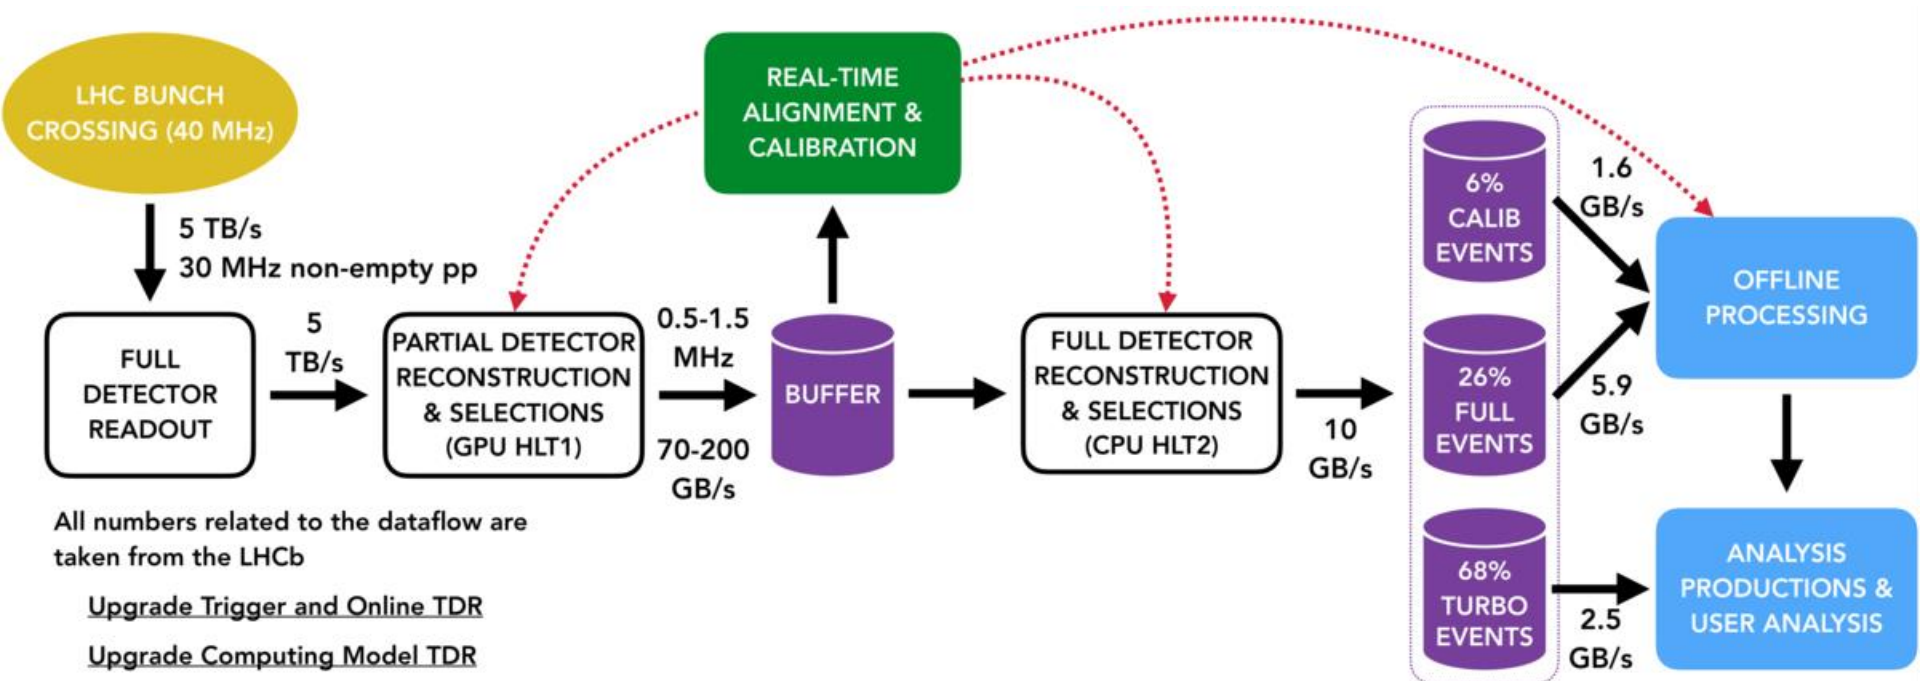 LHC BUNCH
CROSSING (40 MHz)
5 TB/s
30 MHz non-empty pp
FULL
DETECTOR
READOUT
5
TB/s
PARTIAL DETECTOR
RECONSTRUCTION
& SELECTIONS
(GPU HLT1)
0.5-1.5
MHz
70-200
GB/s
REAL-TIME
ALIGNMENT &
CALIBRATION
BUFFER
FULL DETECTOR
RECONSTRUCTION
& SELECTIONS
(CPU HLT2)
10
GB/s
6%
CALIB
EVENTS
26%
FULL
EVENTS
68%
TURBO
EVENTS
1.6
GB/s
5.9
GB/s
2.5
GB/s
OFFLINE
PROCESSING
ANALYSIS
PRODUCTIONS &
USER ANALYSIS
All numbers related to the dataflow are
taken from the LHCb
Upgrade Trigger and Online TDR
Upgrade Computing Model TDR